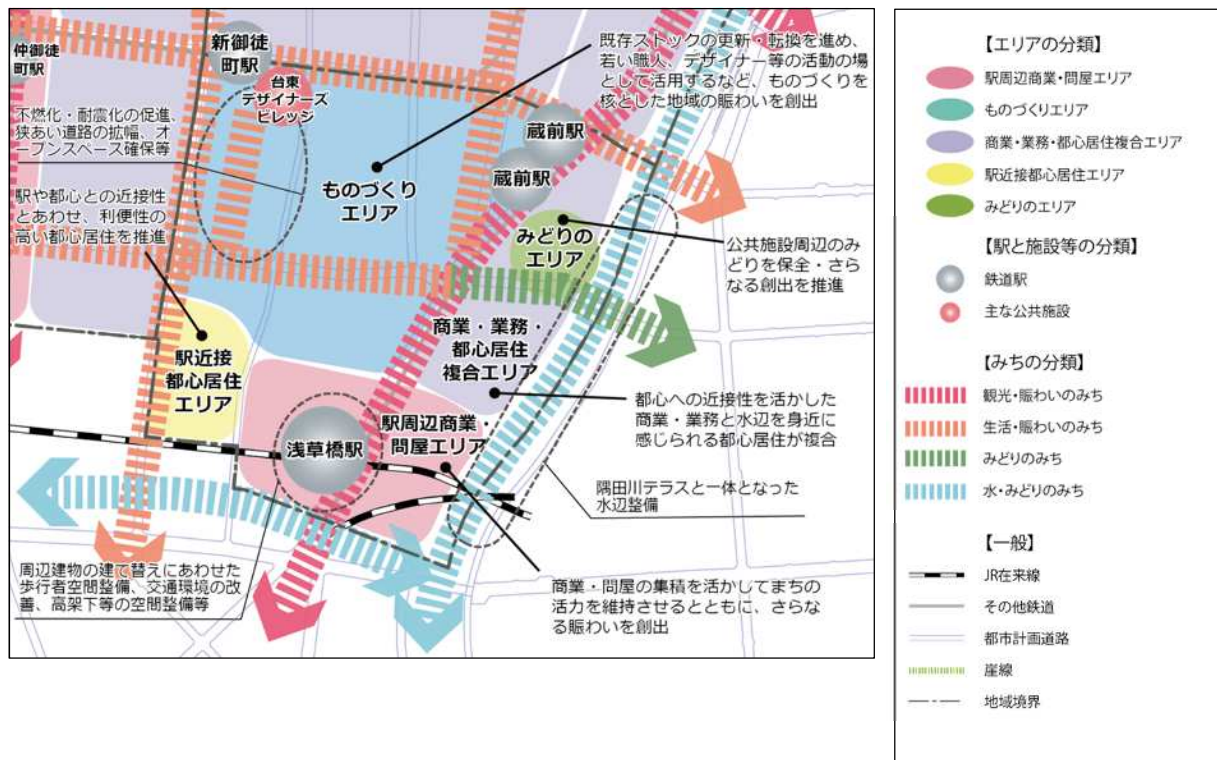 仲御徒
町駅
新御徒
町駅
台東
デザイナーズ
ビレッジ
既存ストックの更新・転換を進め、
若い職人、デザイナー等の活動の場
として活用するなど、ものづくりを
核とした地域の賑わいを創出
不燃化・耐震化の促進、
狭あい道路の拡幅、オ
ープンスペース確保等
蔵前駅
蔵前駅
ものづくり
エリア
駅や都心との近接性
とあわせ、利便性の
高い都心居住を推進
みどりの
エリア
公共施設周辺のみ
どりを保全・さら
なる創出を推進
商業・業務・
都心居住
複合エリア
駅近接
都心居住
エリア
都心への近接性を活かした
商業・業務と水辺を身近に
感じられる都心居住が複合
駅周辺商業・
問屋エリア
浅草橋駅
隅田川テラスと一体となった
水辺整備
周辺建物の建て替えにあわせた
歩行者空間整備、交通環境の改
善、高架下等の空間整備等
商業・問屋の集積を活かしてまちの
活力を維持させるとともに、さらな
る賑わいを創出
【エリアの分類】
駅周辺商業・問屋エリア
ものづくりエリア
商業・業務・都心居住複合エリア
駅近接都心居住エリア
みどりのエリア
【駅と施設等の分類】
鉄道駅
主な公共施設
【みちの分類】
観光・賑わいのみち
生活・賑わいのみち
みどりのみち
水・みどりのみち
【一般】
JR在来線
その他鉄道
都市計画道路
崖線
地域境界